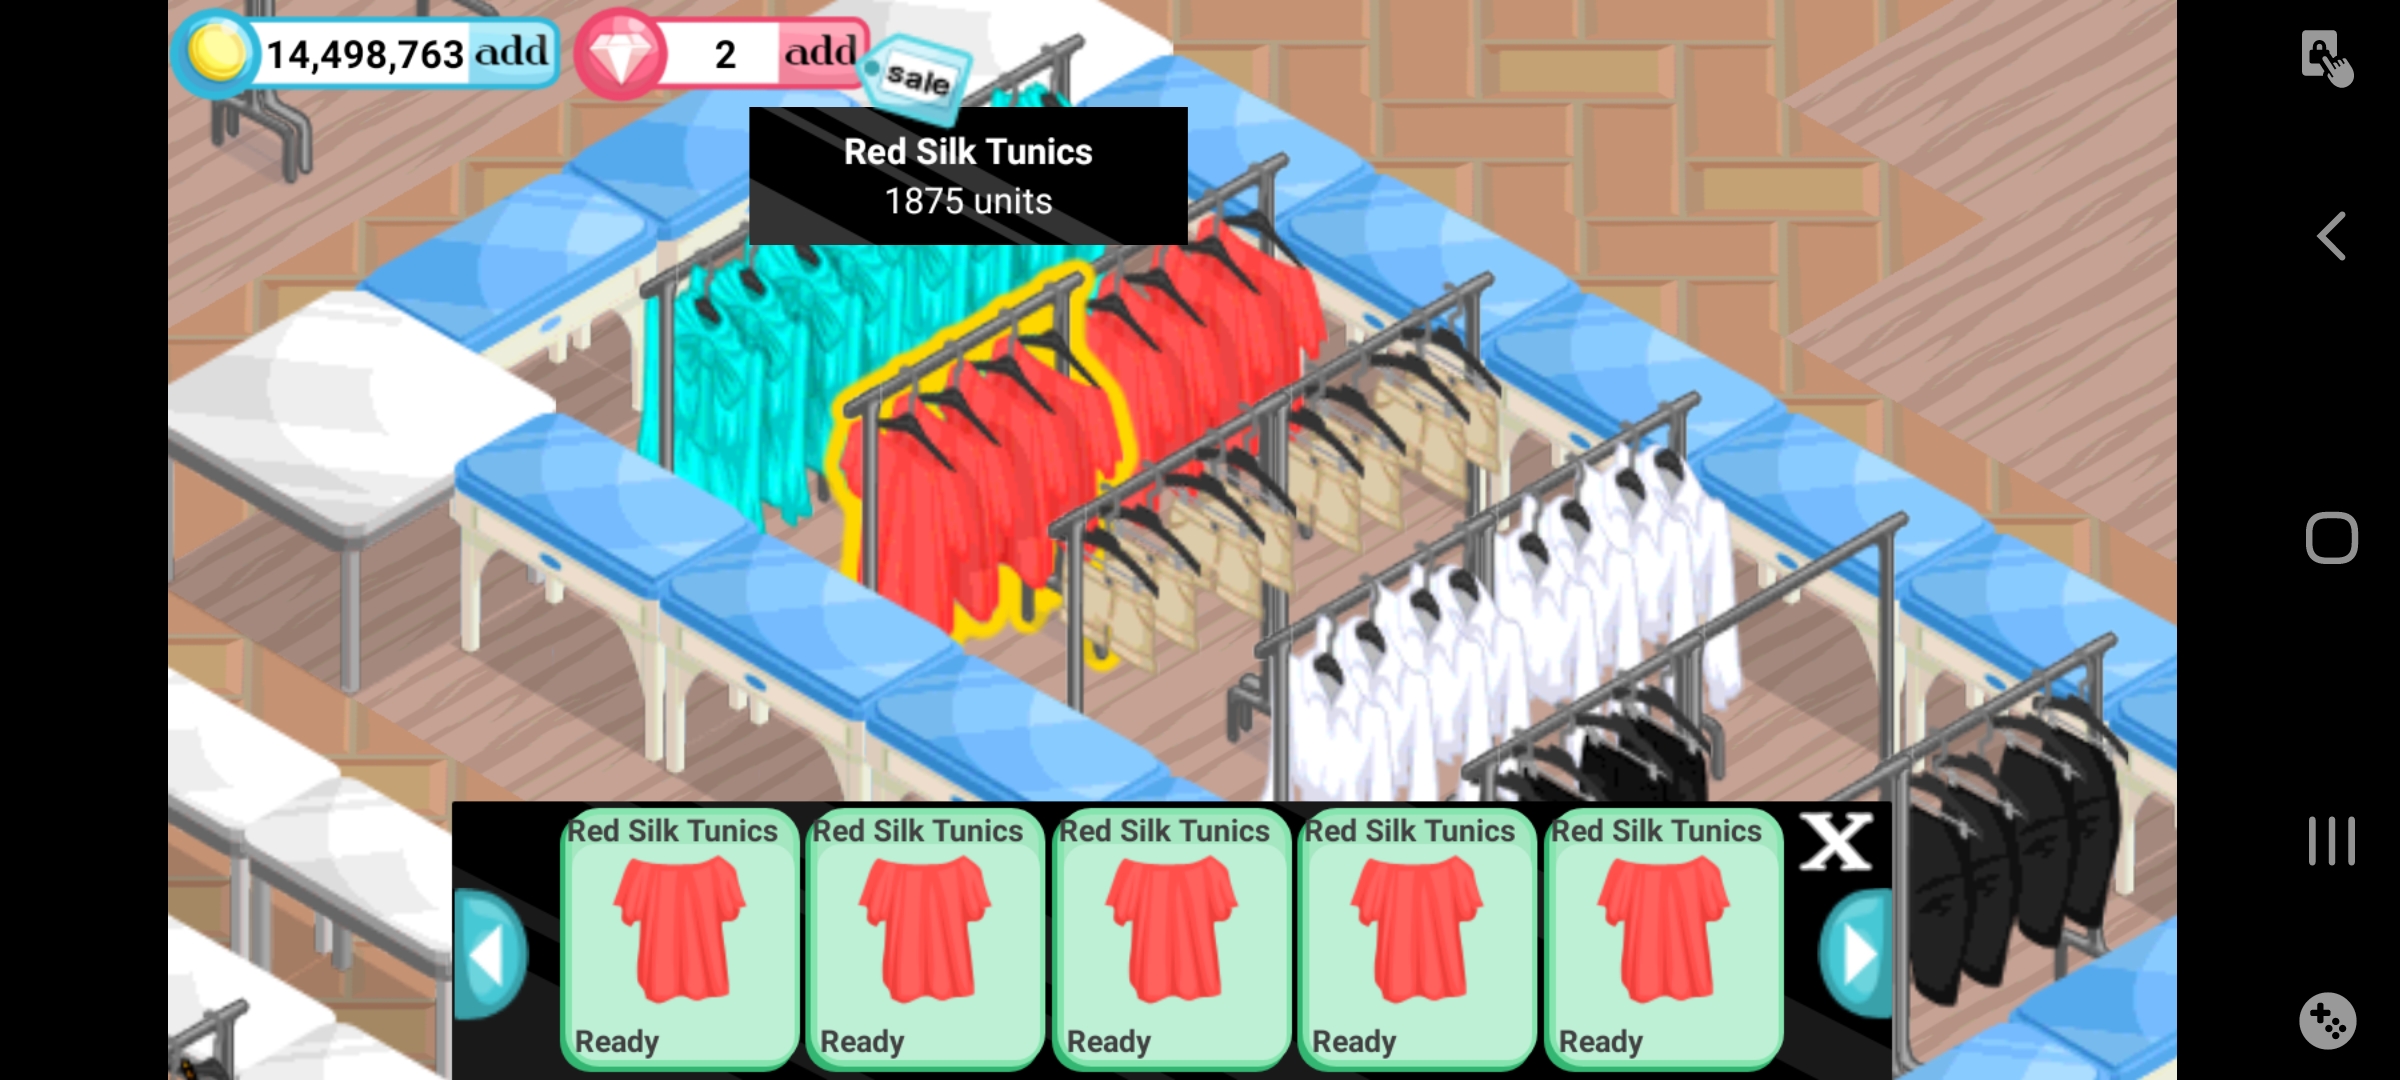 14,498,763 add
2 add
sale
Red Silk Tunics
1875 units
Red Silk Tunics
Ready
Red Silk Tunics
Ready
Red Silk Tunics
Ready
Red Silk Tunics
Ready
Red Silk Tunics
Ready
X